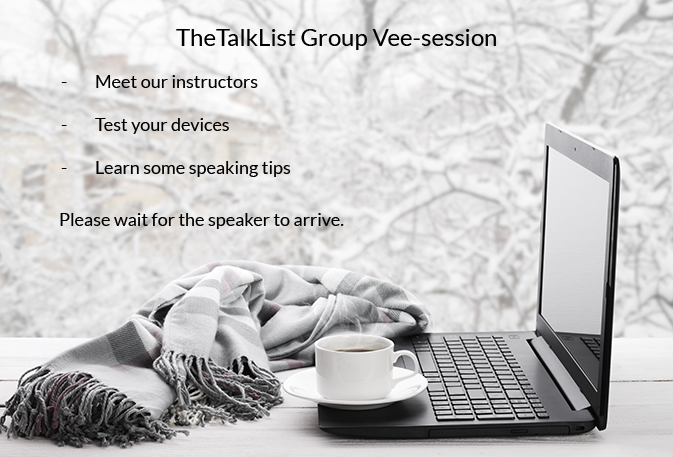 TheTalkList Group Vee-session
- Meet our instructors
- Test your devices
- Learn some speaking tips
Please wait for the speaker to arrive.